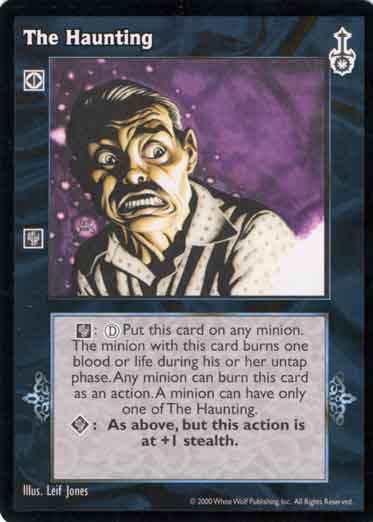 The Haunting
: D Put this card on any minion.
The minion with this card burns one
blood or life during his or her untap
phase. Any minion can burn this card
as an action. A minion can have only
one of The Haunting.
: As above, but this action is
at +1 stealth.
Illus. Leif Jones
© 2000 White Wolf Publishing, Inc. All Rights Reserved.